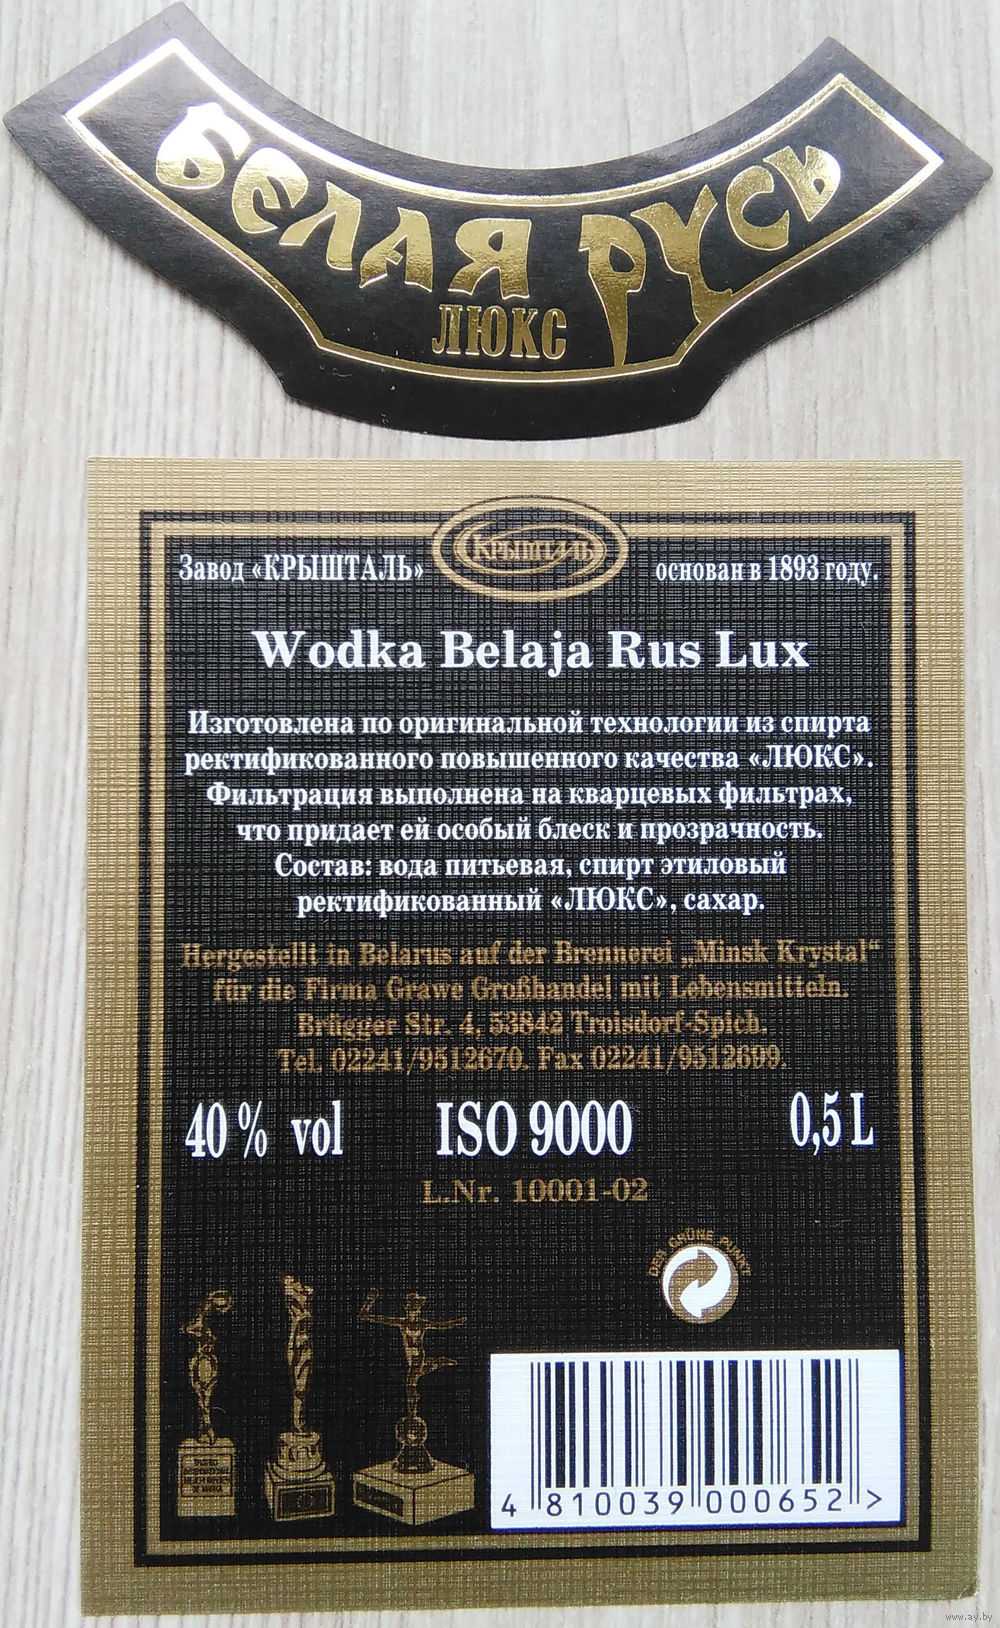 БЕЛАЯ РУСЬ
ЛЮКС
КРЫШТАЛЬ
Завод «КРЫШТАЛЬ» основан в 1893 году.
Wodka Belaja Rus Lux
Изготовлена по оригинальной технологии из спирта
ректификованного повышенного качества «ЛЮКС».
Фильтрация выполнена на кварцевых фильтрах,
что придает ей особый блеск и прозрачность.
Состав: вода питьевая, спирт этиловый
ректификованный «ЛЮКС», сахар.
Hergestellt in Belarus auf der Brennerei „Minsk Krystal“
für die Firma Grawe Großhandel mit Lebensmitteln.
Brügger Str. 4, 53842 Troisdorf-Spich.
Tel. 02241/9512670. Fax 02241/9512699.
40 % vol ISO 9000 0,5 L
L.Nr. 10001-02
DER GRÜNE PUNKT
4 810039 000652 >
www.ay.by